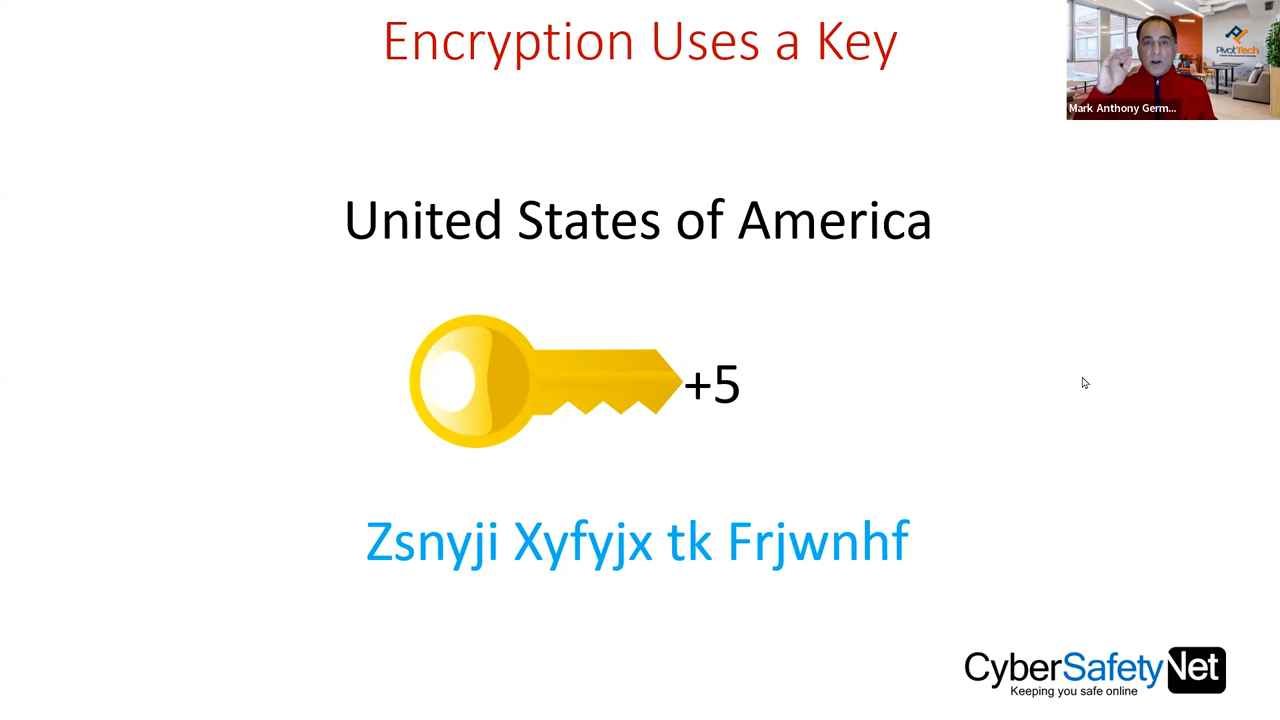 Encryption Uses a Key
PivotTech
Mark Anthony Germ...
United States of America
+5
Zsnyji Xyfyjx tk Frjwnhf
CyberSafetyNet
Keeping you safe online